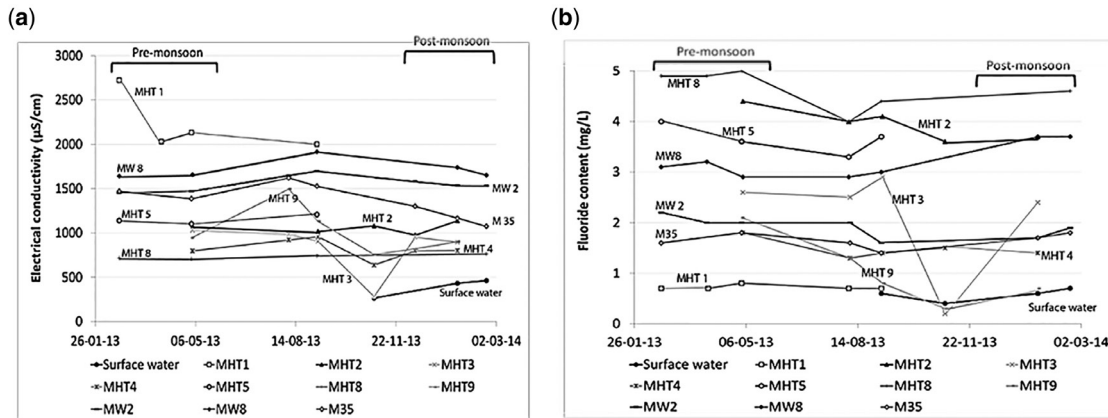 (a)
Post-monsoon
Pre-monsoon
3000
2500
2000
1500
1000
500
0
Electrical conductivity (µS/cm)
MHT 1
MW 8
MW 2
MHT 9
M 35
MHT 5
MHT 2
MHT 4
MHT 8
MHT 3
Surface water
26-01-13 06-05-13 14-08-13 22-11-13 02-03-14
Surface water MHT1 MHT2 MHT3
MHT4 MHT5 MHT8 MHT9
MW2 MW8 M35
(b)
Pre-monsoon
Post-monsoon
5
4
3
2
1
0
Fluoride content (mg/L)
MHT 8
MHT 2
MHT 5
MW8
MHT 3
MW 2
M35
MHT 4
MHT 9
MHT 1
Surface water
26-01-13 06-05-13 14-08-13 22-11-13 02-03-14
Surface water MHT1 MHT2 MHT3
MHT4 MHT5 MHT8 MHT9
MW2 MW8 M35